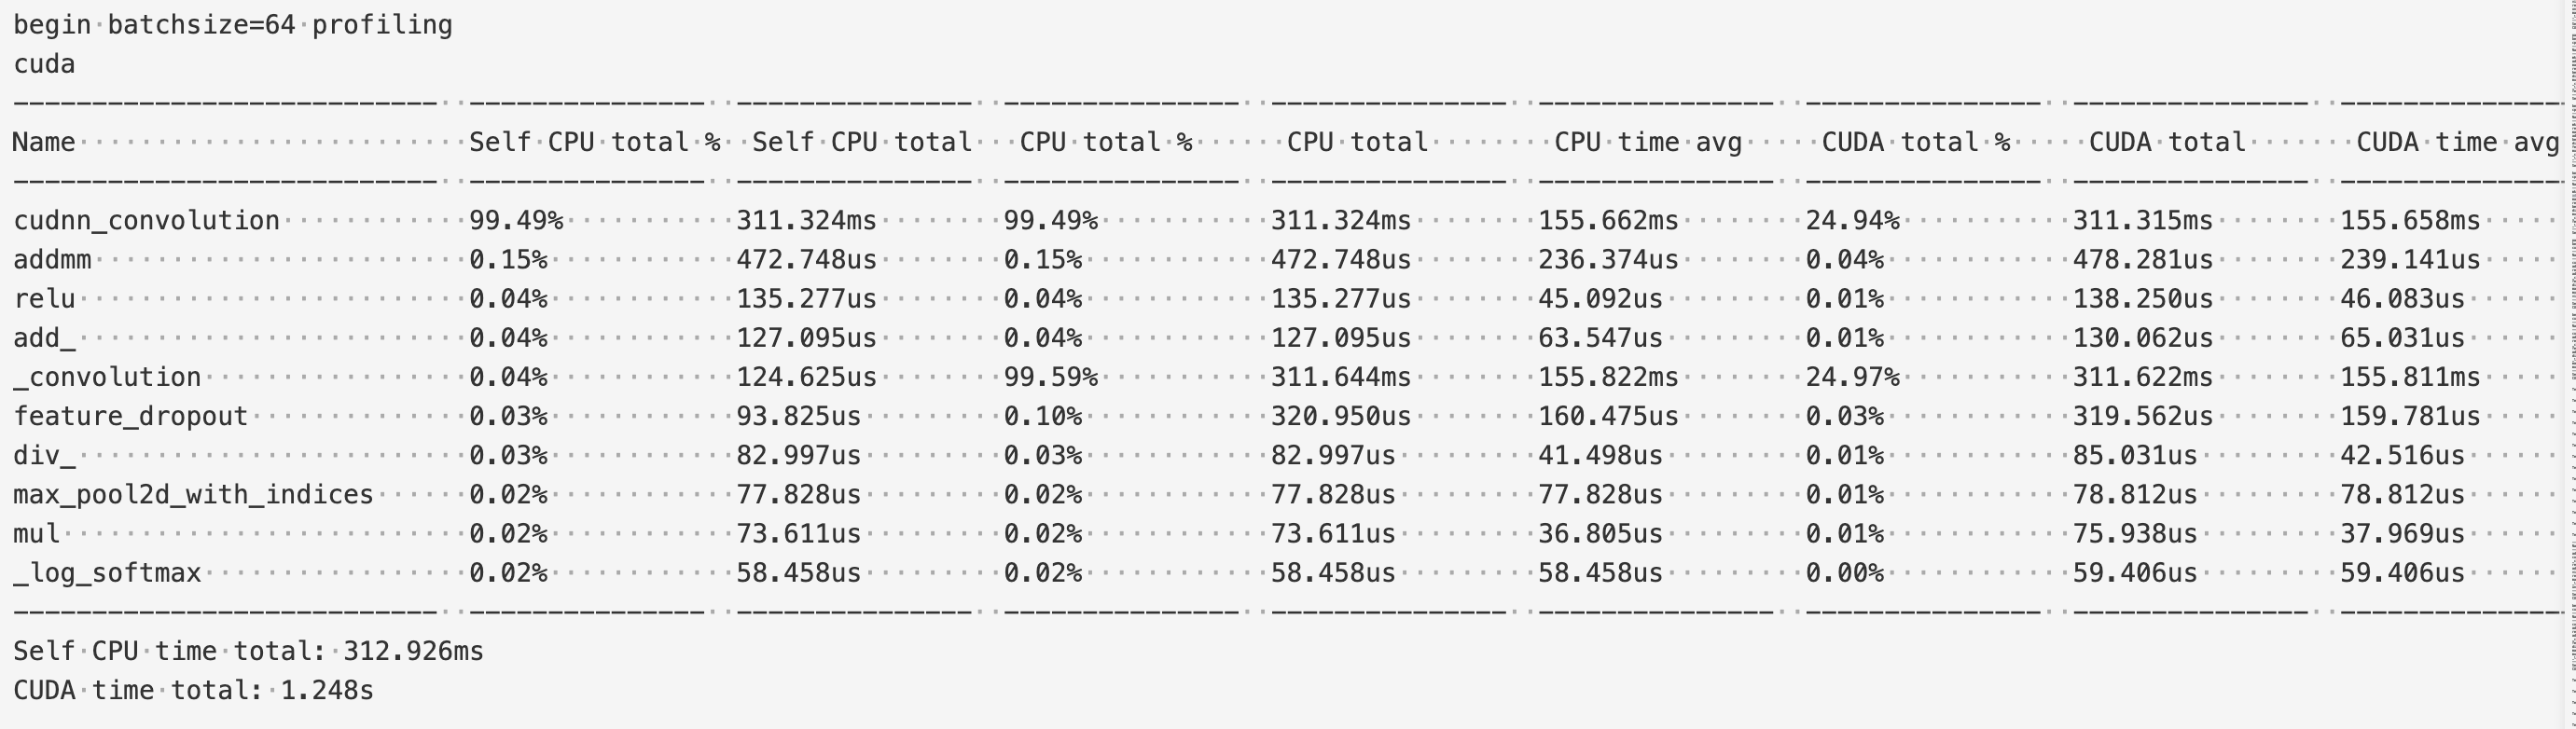 begin batchsize=64 profiling
cuda
---------------------------  ---------------  ---------------  ---------------  ---------------  ---------------  ---------------  ---------------  ---------------
Name                         Self CPU total %  Self CPU total   CPU total %      CPU total        CPU time avg     CUDA total %     CUDA total       CUDA time avg
---------------------------  ---------------  ---------------  ---------------  ---------------  ---------------  ---------------  ---------------  ---------------
cudnn_convolution            99.49%           311.324ms        99.49%           311.324ms        155.662ms        24.94%           311.315ms        155.658ms
addmm                        0.15%            472.748us        0.15%            472.748us        236.374us        0.04%            478.281us        239.141us
relu                         0.04%            135.277us        0.04%            135.277us        45.092us         0.01%            138.250us        46.083us
add_                         0.04%            127.095us        0.04%            127.095us        63.547us         0.01%            130.062us        65.031us
_convolution                 0.04%            124.625us        99.59%           311.644ms        155.822ms        24.97%           311.622ms        155.811ms
feature_dropout              0.03%            93.825us         0.10%            320.950us        160.475us        0.03%            319.562us        159.781us
div_                         0.03%            82.997us         0.03%            82.997us         41.498us         0.01%            85.031us         42.516us
max_pool2d_with_indices      0.02%            77.828us         0.02%            77.828us         77.828us         0.01%            78.812us         78.812us
mul                          0.02%            73.611us         0.02%            73.611us         36.805us         0.01%            75.938us         37.969us
_log_softmax                 0.02%            58.458us         0.02%            58.458us         58.458us         0.00%            59.406us         59.406us
---------------------------  ---------------  ---------------  ---------------  ---------------  ---------------  ---------------  ---------------  ---------------
Self CPU time total: 312.926ms
CUDA time total: 1.248s